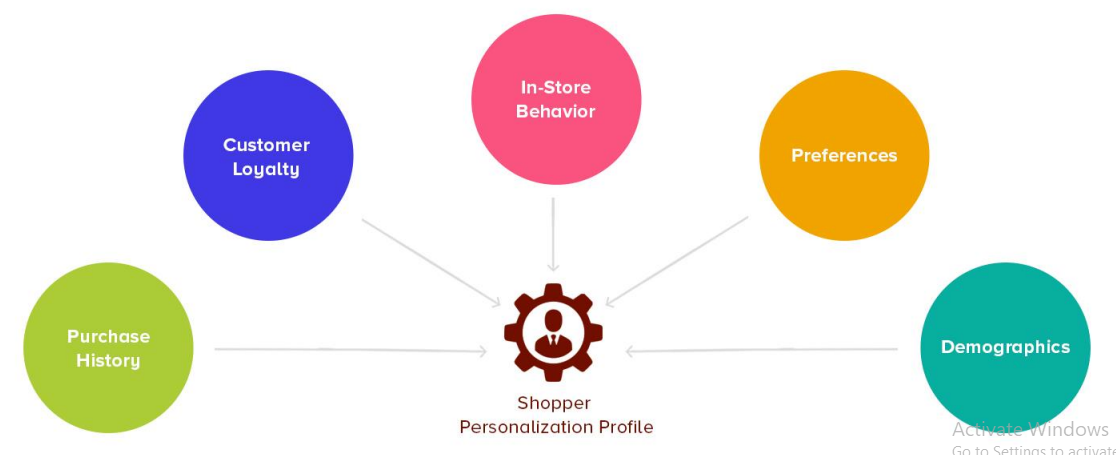 In-Store
Behavior
Customer
Loyalty
Preferences
Purchase
History
Demographics
Shopper
Personalization Profile
Activate Windows
Go to Settings to activate